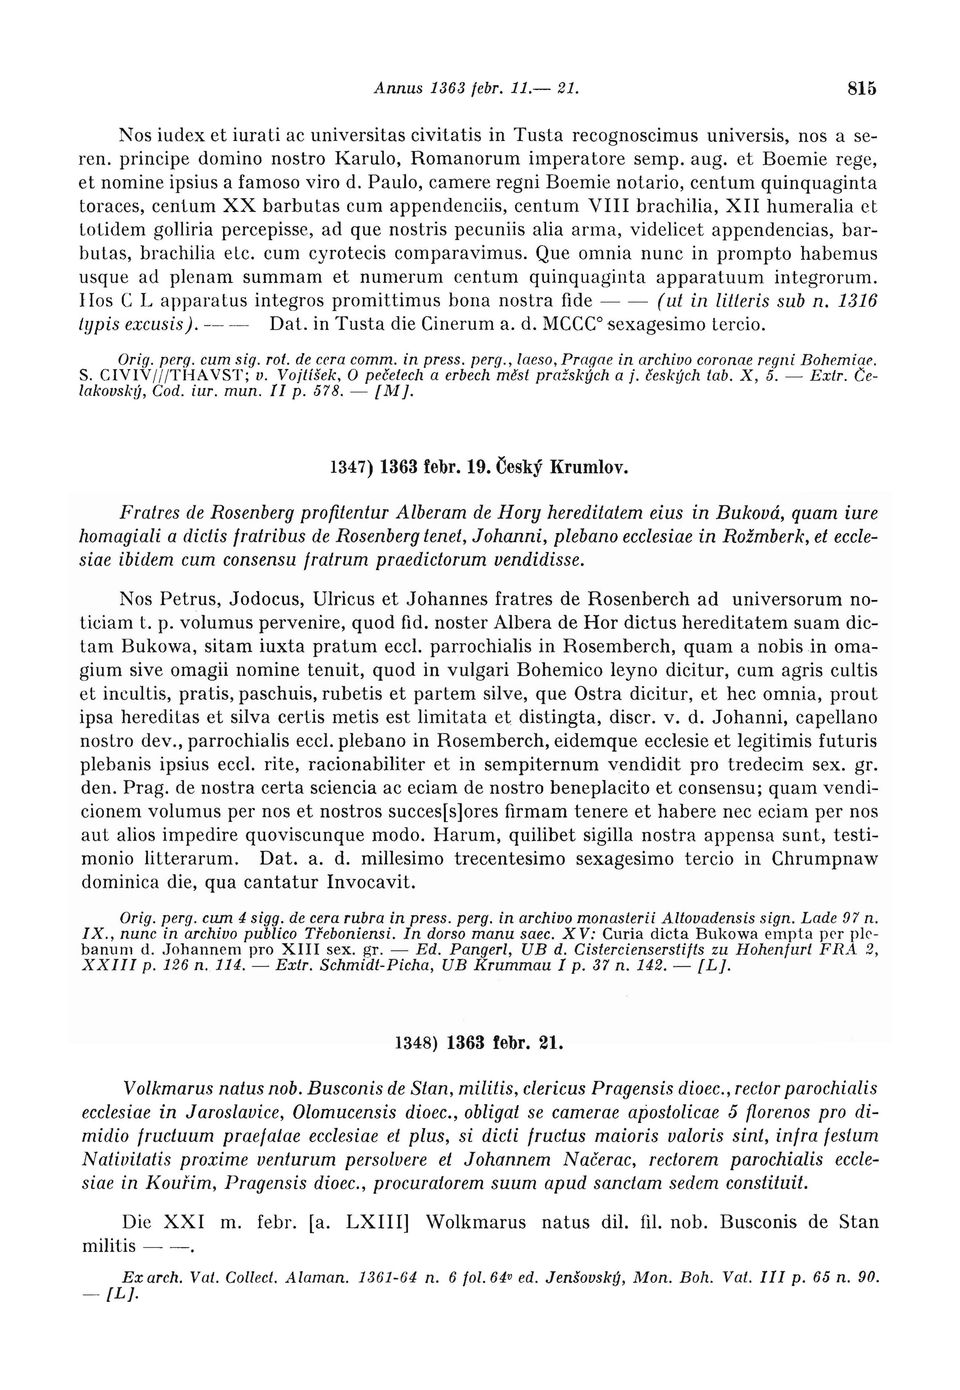 Annus 1363 febr. 11.— 21. 815
Nos iudex et iurati ac universitas civitatis in Tusta recognoscimus universis, nos a se-
ren. principe domino nostro Karulo, Romanorum imperatore semp. aug. et Boemie rege,
et nomine ipsius a famoso viro d. Paulo, camere regni Boemie notario, centum quinquaginta
toraces, centum XX barbutas cum appendenciis, centum VIII brachilia, XII humeralia et
totidem golliria percepisse, ad que nostris pecuniis alia arma, videlicet appendencias, bar-
butas, brachilia etc. cum cyrotecis comparavimus. Que omnia nunc in prompto habemus
usque ad plenam summam et numerum centum quinquaginta apparatuum integrorum.
Hos C L apparatus integros promittimus bona nostra fide — — (ut in litteris sub n. 1316
typis excusis). — — Dat. in Tusta die Cinerum a. d. MCCC° sexagesimo tercio.
Orig. perg. cum sig. rot. de cera comm. in press. perg., laeso, Pragae in archivo coronae regni Bohemiae.
S. CIVIV///THAVST; v. Vojtíšek, O pečetech a erbech měst pražských a j. českých tab. X, 5. — Extr. Če-
lakovský, Cod. iur. mun. II p. 578. — [M].
1347) 1363 febr. 19. Český Krumlov.
Fratres de Rosenberg profitentur Alberam de Hory hereditatem eius in Buková, quam iure
homagiali a dictis fratribus de Rosenberg tenet, Johanni, plebano ecclesiae in Rožmberk, et eccle-
siae ibidem cum consensu fratrum praedictorum vendidisse.
Nos Petrus, Jodocus, Ulricus et Johannes fratres de Rosenberch ad universorum no-
ticiam t. p. volumus pervenire, quod fid. noster Albera de Hor dictus hereditatem suam dic-
tam Bukowa, sitam iuxta pratum eccl. parrochialis in Rosemberch, quam a nobis in oma-
gium sive omagii nomine tenuit, quod in vulgari Bohemico leyno dicitur, cum agris cultis
et incultis, pratis, paschuis, rubetis et partem silve, que Ostra dicitur, et hec omnia, prout
ipsa hereditas et silva certis metis est limitata et distingta, discr. v. d. Johanni, capellano
nostro dev., parrochialis eccl. plebano in Rosemberch, eidemque ecclesie et legitimis futuris
plebanis ipsius eccl. rite, racionabiliter et in sempiternum vendidit pro tredecim sex. gr.
den. Prag. de nostra certa sciencia ac eciam de nostro beneplacito et consensu; quam vendi-
cionem volumus per nos et nostros succes[s]ores firmam tenere et habere nec eciam per nos
aut alios impedire quoviscunque modo. Harum, quilibet sigilla nostra appensa sunt, testi-
monio litterarum. Dat. a. d. millesimo trecentesimo sexagesimo tercio in Chrumpnaw
dominica die, qua cantatur Invocavit.
Orig. perg. cum 4 sigg. de cera rubra in press. perg. in archivo monasterii Altovadensis sign. Lade 97 n.
IX., nunc in archivo publico Třeboniensi. In dorso manu saec. XV: Curia dicta Bukowa empta per ple-
banum d. Johannem pro XIII sex. gr. — Ed. Pangerl, UB d. Cistercienserstifts zu Hohenfurt FRA 2,
XXIII p. 126 n. 114. — Extr. Schmidt-Picha, UB Krummau I p. 37 n. 142. — [L].
1348) 1363 febr. 21.
Volkmarus natus nob. Busconis de Stan, militis, clericus Pragensis dioec., rector parochialis
ecclesiae in Jaroslavice, Olomucensis dioec., obligat se camerae apostolicae 5 florenos pro di-
midio fructuum praefatae ecclesiae et plus, si dicti fructus maioris valoris sint, infra festum
Nativitatis proxime venturum persolvere et Johannem Načerac, rectorem parochialis eccle-
siae in Kouřim, Pragensis dioec., procuratorem suum apud sanctam sedem constituit.
Die XXI m. febr. [a. LXIII] Wolkmarus natus dil. fil. nob. Busconis de Stan
militis — —.
Ex arch. Vat. Collect. Alaman. 1361-64 n. 6 fol. 64v ed. Jenšovský, Mon. Boh. Vat. III p. 65 n. 90.
— [L].